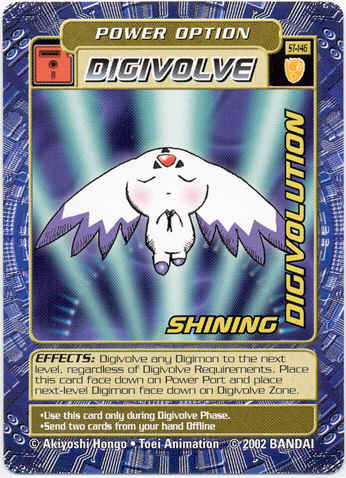 POWER OPTION
DIGIVOLVE
ST-146
SHINING
DIGIVOLUTION
EFFECTS: Digivolve any Digimon to the next
level, regardless of Digivolve Requirements. Place
this card face down on Power Port and place
next-level Digimon face down on Digivolve Zone.
•Use this card only during Digivolve Phase.
•Send two cards from your hand Offline
© Akiyoshi Hongo • Toei Animation © 2002 BANDAI